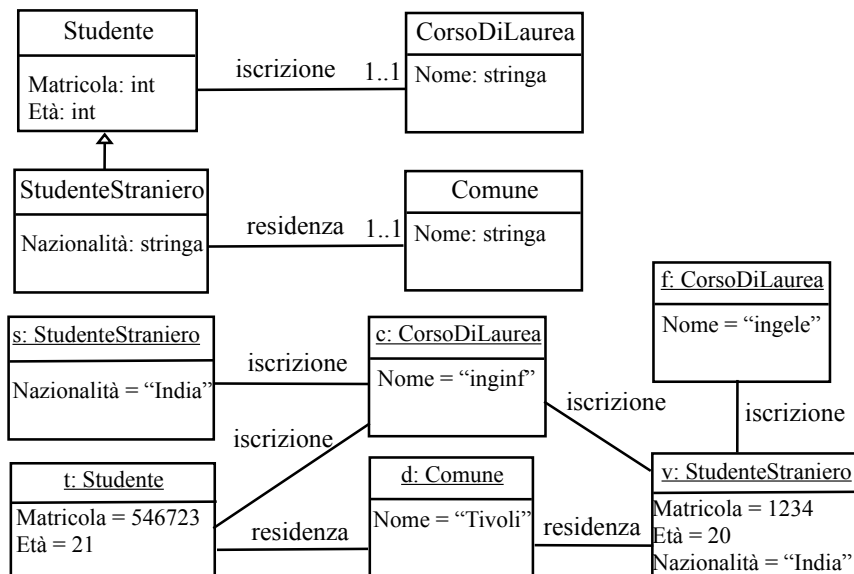 Studente
Matricola: int
Età: int
iscrizione
1..1
CorsoDiLaurea
Nome: stringa
StudenteStraniero
Nazionalità: stringa
residenza
1..1
Comune
Nome: stringa
s: StudenteStraniero
Nazionalità = “India”
iscrizione
c: CorsoDiLaurea
Nome = “inginf”
f: CorsoDiLaurea
Nome = “ingele”
iscrizione
iscrizione
iscrizione
t: Studente
Matricola = 546723
Età = 21
residenza
d: Comune
Nome = “Tivoli”
residenza
v: StudenteStraniero
Matricola = 1234
Età = 20
Nazionalità = “India”